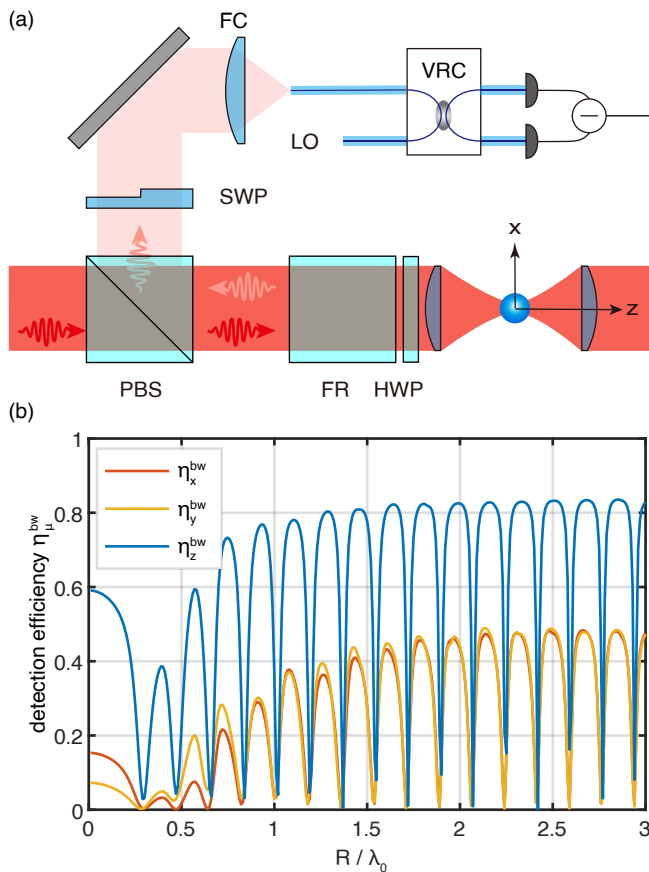 (a)
FC
VRC
LO
SWP
x
z
PBS
FR
HWP
(b)
detection efficiency η_μ^bw
1
0.8
0.6
0.4
0.2
0
η_x^bw
η_y^bw
η_z^bw
0
0.5
1
1.5
2
2.5
3
R / λ_0